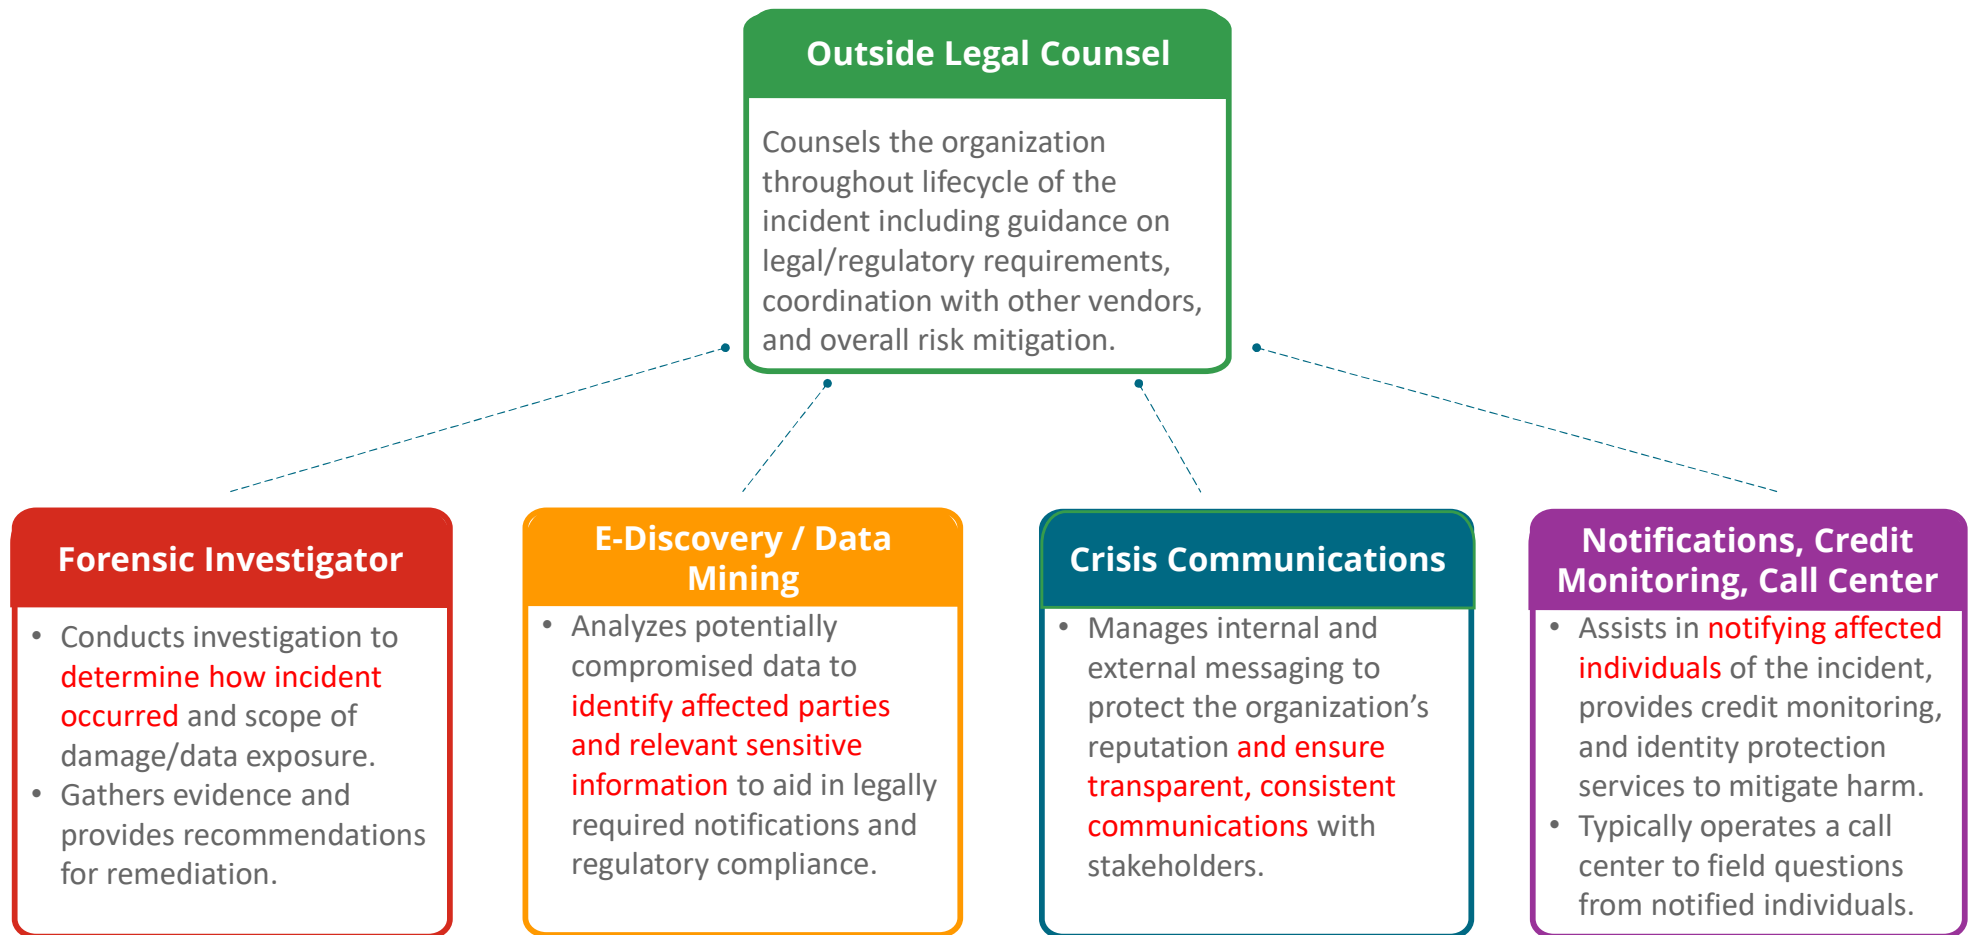 Outside Legal Counsel
Counsels the organization
throughout lifecycle of the
incident including guidance on
legal/regulatory requirements,
coordination with other vendors,
and overall risk mitigation.
Forensic Investigator
• Conducts investigation to
determine how incident
occurred and scope of
damage/data exposure.
• Gathers evidence and
provides recommendations
for remediation.
E-Discovery / Data
Mining
• Analyzes potentially
compromised data to
identify affected parties
and relevant sensitive
information to aid in legally
required notifications and
regulatory compliance.
Crisis Communications
• Manages internal and
external messaging to
protect the organization’s
reputation and ensure
transparent, consistent
communications with
stakeholders.
Notifications, Credit
Monitoring, Call Center
• Assists in notifying affected
individuals of the incident,
provides credit monitoring,
and identity protection
services to mitigate harm.
• Typically operates a call
center to field questions
from notified individuals.